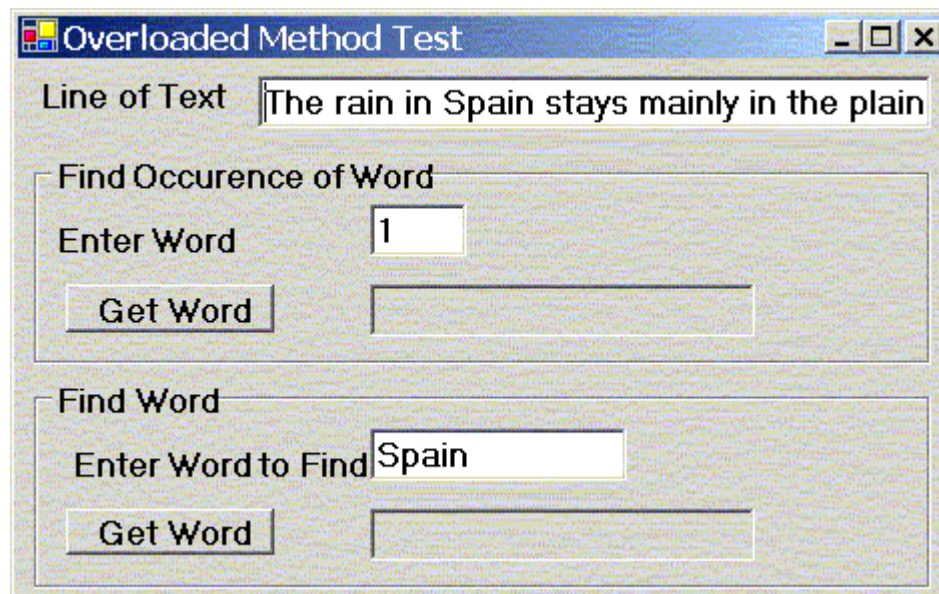 Overloaded Method Test
Line of Text The rain in Spain stays mainly in the plain
Find Occurence of Word
Enter Word 1
Get Word
Find Word
Enter Word to Find Spain
Get Word